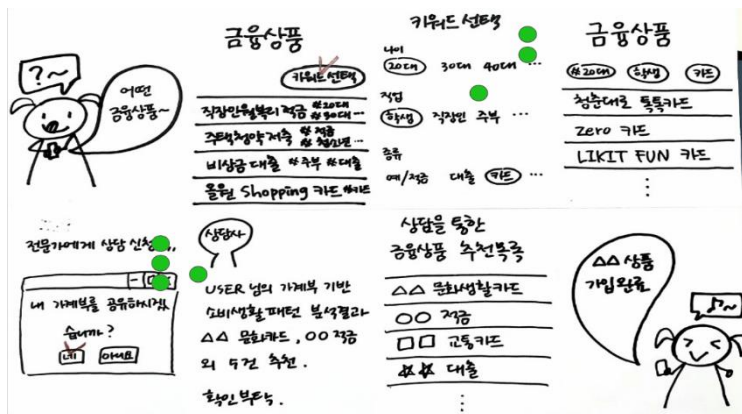 ?~
어떤
금융상품~
금융상품
키워드 선택
직장인월복리 적금 #20대 #30대 ...
주택청약저축 #적금 #청소년 ...
비상금 대출 #주부 #대출
올원 Shopping 카드 #카드
키워드 선택
나이
20대 30대 40대 ...
직업
학생 직장인 주부 ...
종류
예/적금 대출 카드 ...
금융상품
#20대 학생 카드
청춘대로 톡톡카드
zero 카드
LIKIT FUN 카드
⋮
전문가에게 상담 신청
내 가계부를 공유하시겠
습니까?
네 아니요
상담사
USER 님의 가계부 기반
소비생활패턴 분석결과
△△ 문화카드, ○○ 적금
외 5건 추천.
확인부탁.
상담을 통한
금융상품 추천목록
△△ 문화생활카드
○○ 적금
□□ 교통카드
☆☆ 대출
⋮
△△ 상품
가입완료
♪~